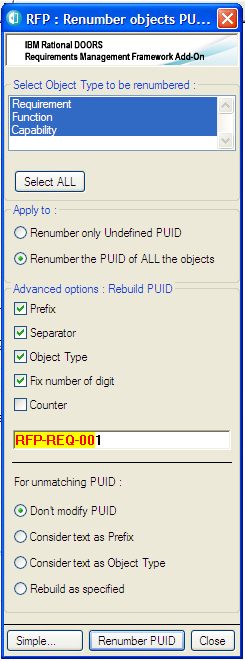 RFP : Renumber objects PU...
IBM Rational DOORS
Requirements Management Framework Add-On
Select Object Type to be renumbered :
Requirement
Function
Capability
Select ALL
Apply to :
Renumber only Undefined PUID
Renumber the PUID of ALL the objects
Advanced options : Rebuild PUID
Prefix
Separator
Object Type
Fix number of digit
Counter
RFP-REQ-001
For unmatching PUID :
Don't modify PUID
Consider text as Prefix
Consider text as Object Type
Rebuild as specified
Simple... Renumber PUID Close